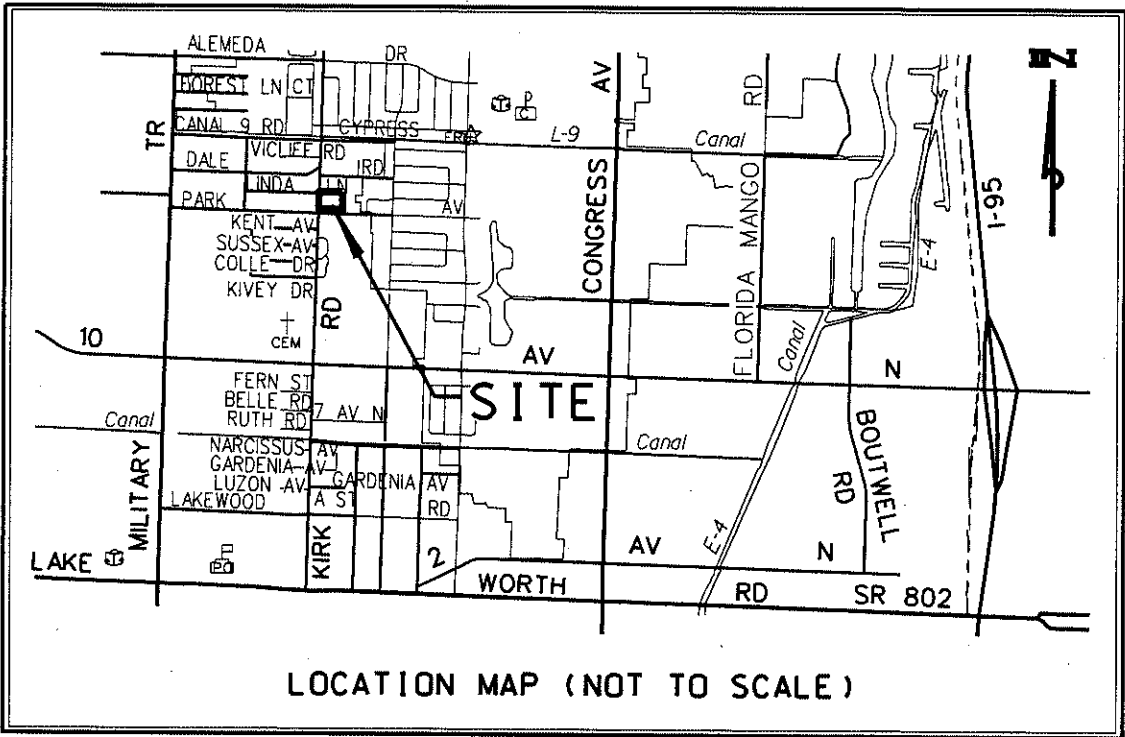 ALEMEDA DR
FOREST LN CT
CANAL 9 RD CYPRESS
L-9 Canal
TR
VICLIFF RD
DALE IRD
INDA LN
PARK AV
KENT AV
SUSSEX AV
COLLE DR
KIVEY DR
RD
CEM
10 AV N
CONGRESS AV
FLORIDA MANGO RD
Canal
E-4
I-95
N
P
C
SITE
FERN ST
BELLE RD
RUTH RD
7 AV N
Canal
Canal
NARCISSUS AV
GARDENIA AV
GARDENIA AV
LUZON AV
LAKEWOOD A ST RD
MILITARY
KIRK
BOUTWELL RD
2 AV N
E-4
LAKE WORTH RD SR 802
PO
LOCATION MAP (NOT TO SCALE)